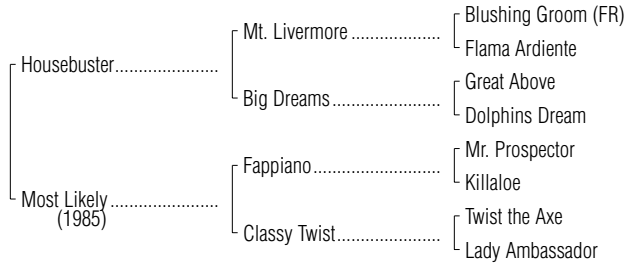 Blushing Groom (FR)
Mt. Livermore ....................
Flama Ardiente
Housebuster.......................
Great Above
Big Dreams ........................
Dolphins Dream
Mr. Prospector
Fappiano ............................
Killaloe
Most Likely ........................
(1985)
Twist the Axe
Classy Twist.......................
Lady Ambassador